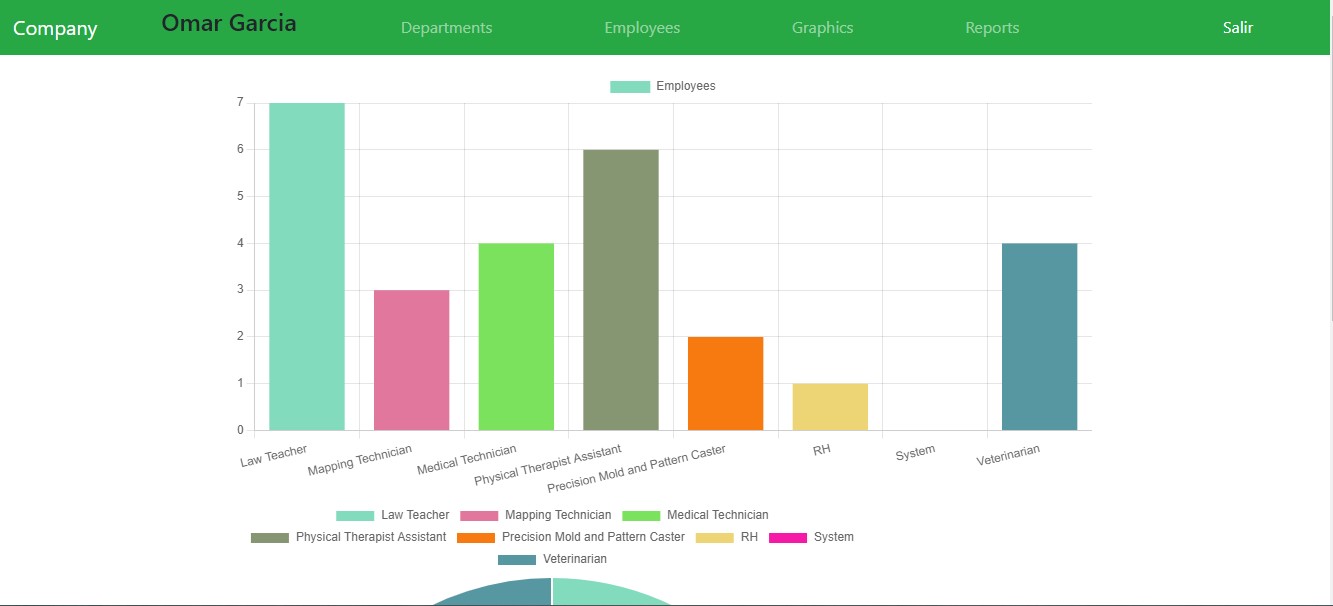 Company Omar Garcia Departments Employees Graphics Reports Salir
Employees
7
6
5
4
3
2
1
0
Law Teacher
Mapping Technician
Medical Technician
Physical Therapist Assistant
Precision Mold and Pattern Caster
RH
System
Veterinarian
Law Teacher Mapping Technician Medical Technician
Physical Therapist Assistant Precision Mold and Pattern Caster RH System
Veterinarian